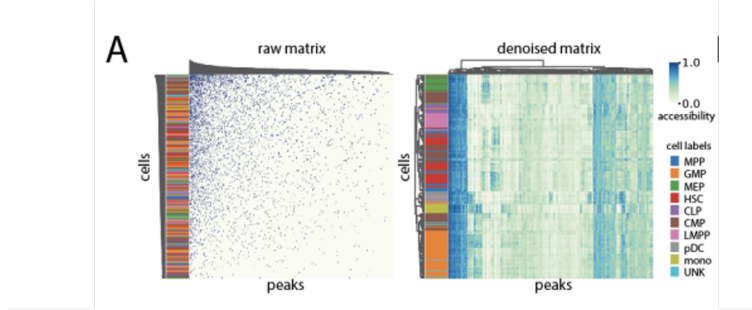 A
raw matrix
cells
peaks
denoised matrix
cells
peaks
1.0
0.0
accessibility
cell labels
MPP
GMP
MEP
HSC
CLP
CMP
LMPP
pDC
mono
UNK